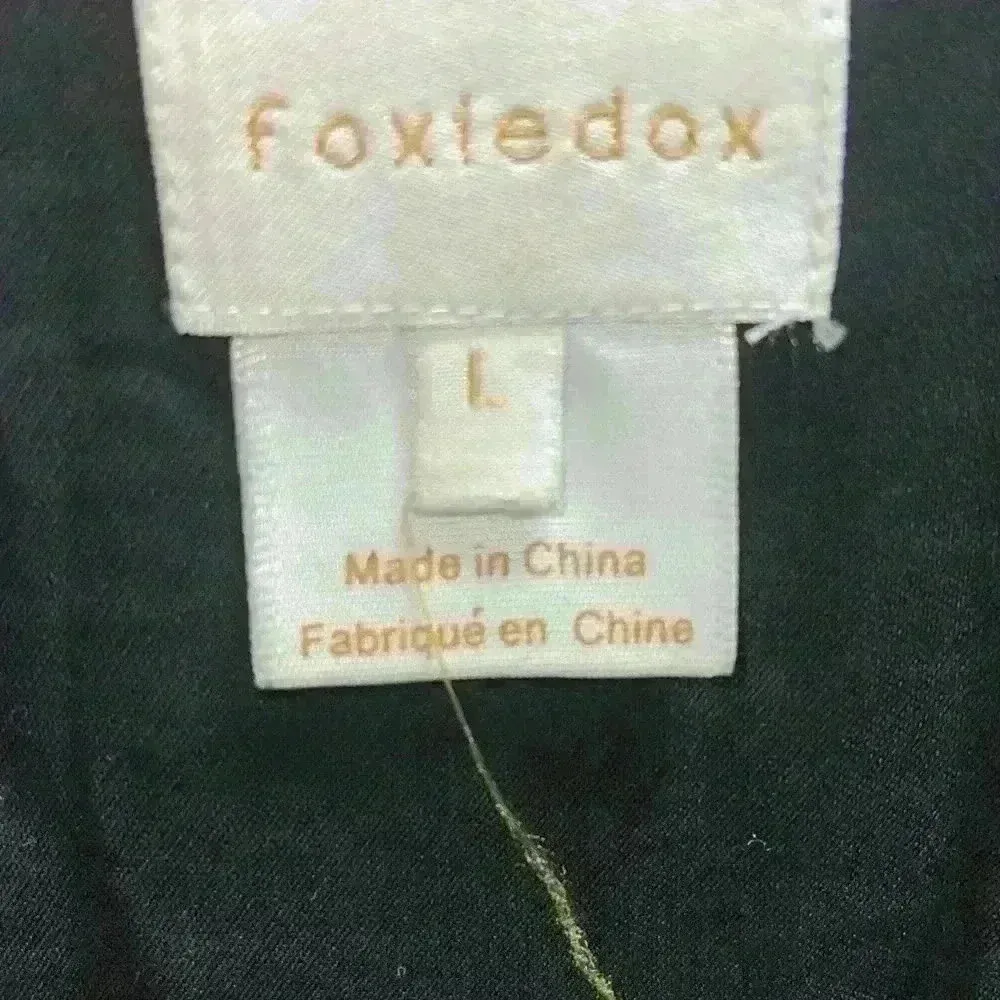 foxiedox
L
Made in China
Fabriqué en Chine